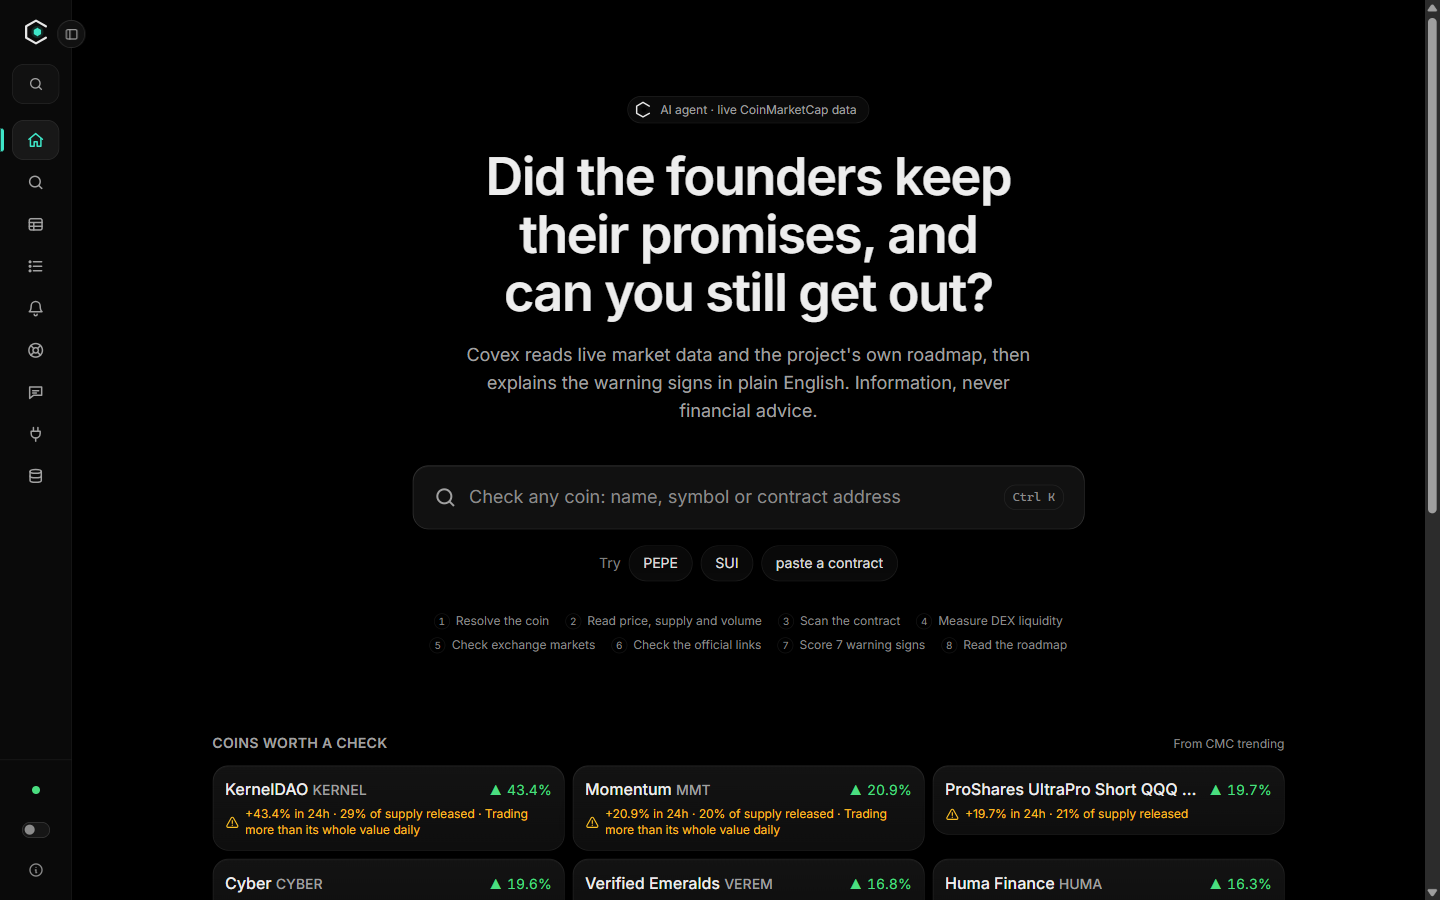 AI agent · live CoinMarketCap data
Did the founders keep
their promises, and
can you still get out?
Covex reads live market data and the project's own roadmap, then
explains the warning signs in plain English. Information, never
financial advice.
Check any coin: name, symbol or contract address
Ctrl K
Try PEPE SUI paste a contract
1 Resolve the coin 2 Read price, supply and volume 3 Scan the contract 4 Measure DEX liquidity
5 Check exchange markets 6 Check the official links 7 Score 7 warning signs 8 Read the roadmap
COINS WORTH A CHECK
From CMC trending
KernelDAO KERNEL ▲ 43.4%
+43.4% in 24h · 29% of supply released · Trading
more than its whole value daily
Momentum MMT ▲ 20.9%
+20.9% in 24h · 20% of supply released · Trading
more than its whole value daily
ProShares UltraPro Short QQQ ... ▲ 19.7%
+19.7% in 24h · 21% of supply released
Cyber CYBER ▲ 19.6%
Verified Emeralds VEREM ▲ 16.8%
Huma Finance HUMA ▲ 16.3%